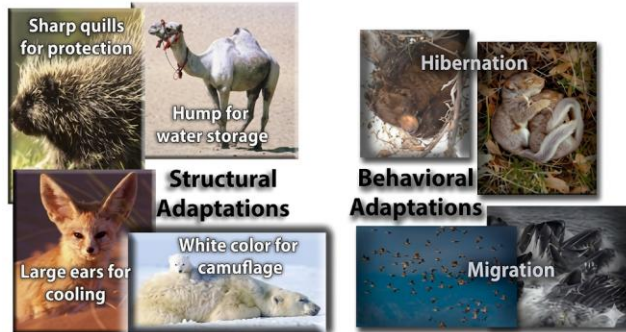 Sharp quills
for protection
Hump for
water storage
Structural
Adaptations
Large ears for
cooling
White color for
camuflage
Hibernation
Behavioral
Adaptations
Migration